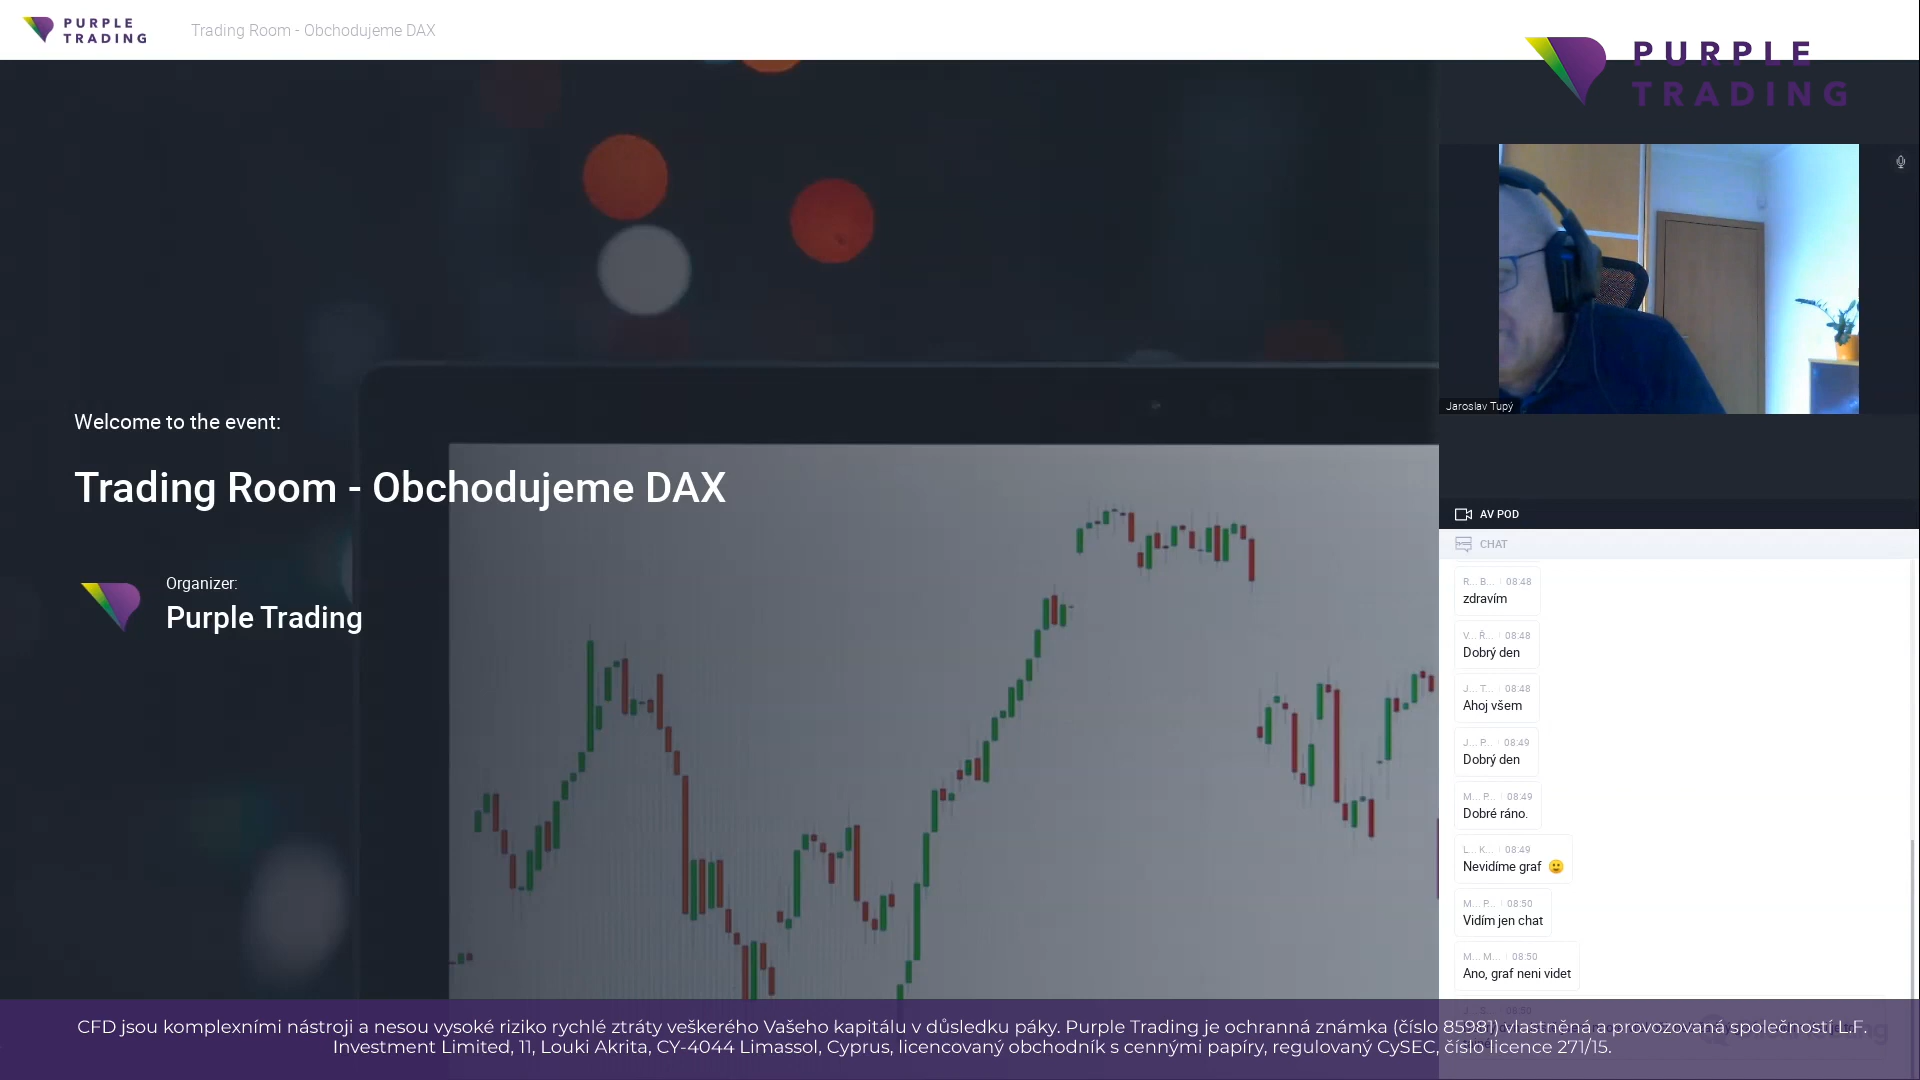 PURPLE
TRADING
Trading Room - Obchodujeme DAX
PURPLE
TRADING
Welcome to the event:
Trading Room - Obchodujeme DAX
Organizer:
Purple Trading
Jaroslav Tupý
AV POD
CHAT
R... B... 08:48
zdravím
V... Ř... 08:48
Dobrý den
J... T... 08:48
Ahoj všem
J... P... 08:49
Dobrý den
M... P... 08:49
Dobré ráno.
L... K... 08:49
Nevidíme graf 🙂
M... P... 08:50
Vidím jen chat
M... M... 08:50
Ano, graf neni videt
J... S... 08:50
CFD jsou komplexními nástroji a nesou vysoké riziko rychlé ztráty veškerého Vašeho kapitálu v důsledku páky. Purple Trading je ochranná známka (číslo 85981) vlastněná a provozovaná společností L.F.
Investment Limited, 11, Louki Akrita, CY-4044 Limassol, Cyprus, licencovaný obchodník s cennými papíry, regulovaný CySEC, číslo licence 271/15.